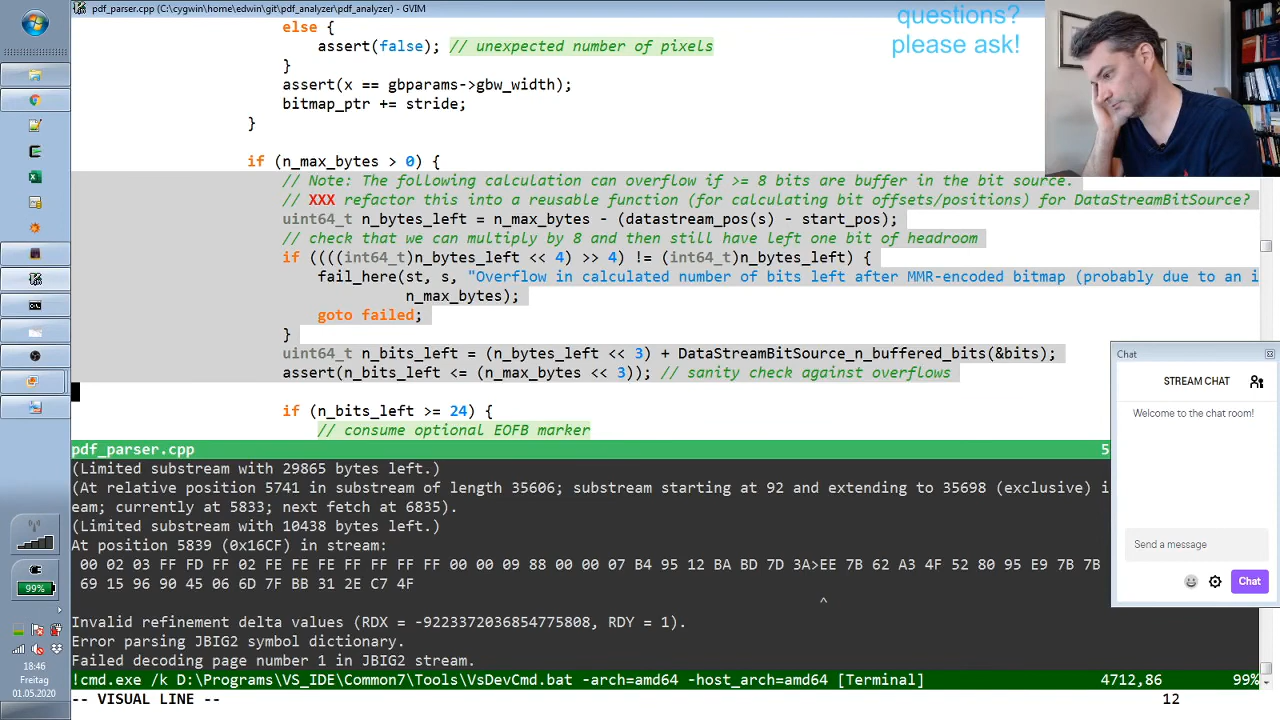 pdf_parser.cpp (C:\cygwin\home\edwin\git\pdf_analyzer\pdf_analyzer) - GVIM
questions?
please ask!
else {
assert(false); // unexpected number of pixels
}
assert(x == gbparams->gbw_width);
bitmap_ptr += stride;
}
if (n_max_bytes > 0) {
// Note: The following calculation can overflow if >= 8 bits are buffer in the bit source.
// XXX refactor this into a reusable function (for calculating bit offsets/positions) for DataStreamBitSource?
uint64_t n_bytes_left = n_max_bytes - (datastream_pos(s) - start_pos);
// check that we can multiply by 8 and then still have left one bit of headroom
if ((((int64_t)n_bytes_left << 4) >> 4) != (int64_t)n_bytes_left) {
fail_here(st, s, "Overflow in calculated number of bits left after MMR-encoded bitmap (probably due to an i
n_max_bytes);
goto failed;
}
uint64_t n_bits_left = (n_bytes_left << 3) + DataStreamBitSource_n_buffered_bits(&bits);
assert(n_bits_left <= (n_max_bytes << 3)); // sanity check against overflows
if (n_bits_left >= 24) {
// consume optional EOFB marker
pdf_parser.cpp 5
(Limited substream with 29865 bytes left.)
(At relative position 5741 in substream of length 35606; substream starting at 92 and extending to 35698 (exclusive) i
eam; currently at 5833; next fetch at 6835).
(Limited substream with 10438 bytes left.)
At position 5839 (0x16CF) in stream:
00 02 03 FF FD FF 02 FE FE FE FF FF FF FF 00 00 09 88 00 00 07 B4 95 12 BA BD 7D 3A>EE 7B 62 A3 4F 52 80 95 E9 7B 7B
69 15 96 90 45 06 6D 7F BB 31 2E C7 4F
^
Invalid refinement delta values (RDX = -9223372036854775808, RDY = 1).
Error parsing JBIG2 symbol dictionary.
Failed decoding page number 1 in JBIG2 stream.
!cmd.exe /k D:\Programs\VS_IDE\Common7\Tools\VsDevCmd.bat -arch=amd64 -host_arch=amd64 [Terminal] 4712,86 99%
-- VISUAL LINE -- 12
Chat
STREAM CHAT
Welcome to the chat room!
Send a message
Chat
99%
18:46
Freitag
01.05.2020